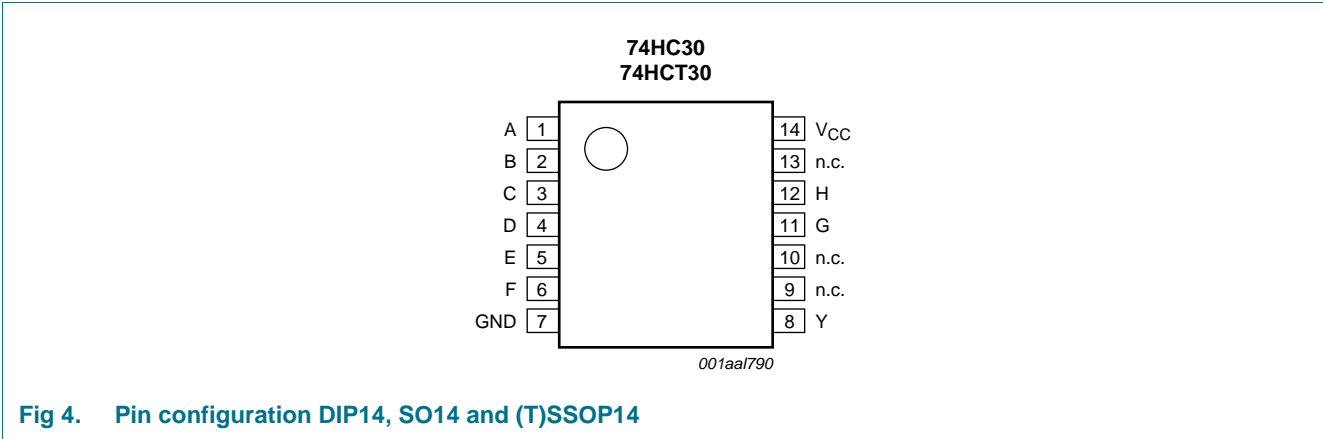 74HC30
74HCT30
A 1
B 2
C 3
D 4
E 5
F 6
GND 7
14 VCC
13 n.c.
12 H
11 G
10 n.c.
9 n.c.
8 Y
001aal790
Fig 4. Pin configuration DIP14, SO14 and (T)SSOP14